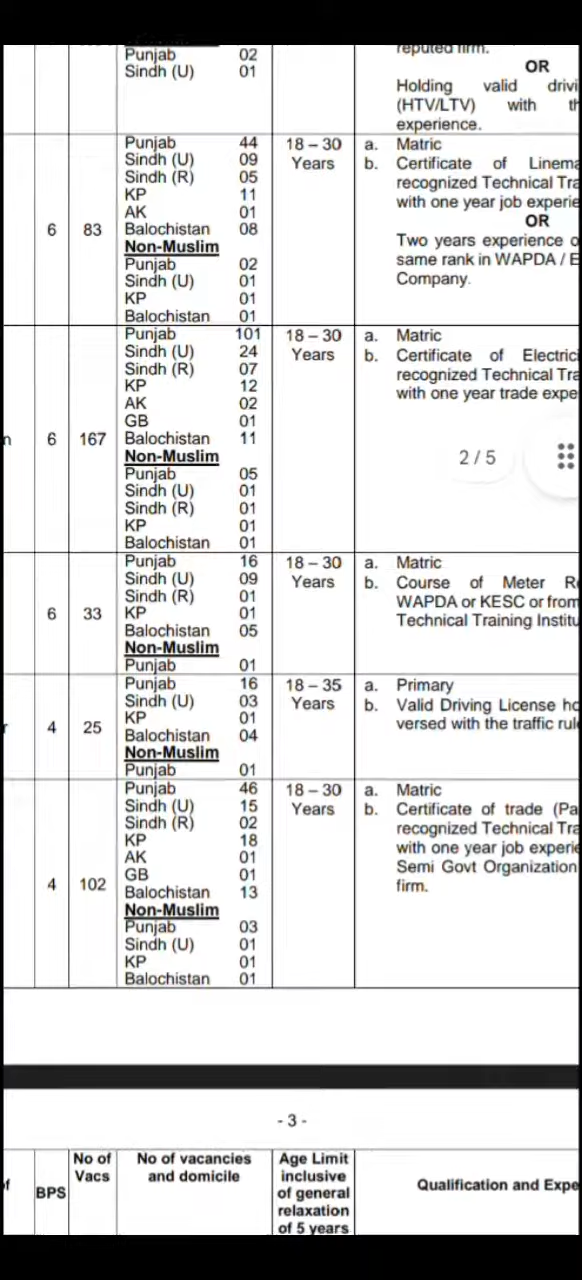 Punjab 02
Sindh (U) 01
reputed firm.
OR
Holding valid
(HTV/LTV) with
experience.
6 83
Punjab 44
Sindh (U) 09
Sindh (R) 05
KP 11
AK 01
Balochistan 08
Non-Muslim
Punjab 02
Sindh (U) 01
KP 01
Balochistan 01
18 – 30
Years
a. Matric
b. Certificate of
recognized Technical
with one year job
OR
Two years experience
same rank in WAPDA /
Company.
6 167
Punjab 101
Sindh (U) 24
Sindh (R) 07
KP 12
AK 02
GB 01
Balochistan 11
Non-Muslim
Punjab 05
Sindh (U) 01
Sindh (R) 01
KP 01
Balochistan 01
18 – 30
Years
a. Matric
b. Certificate of
recognized Technical
with one year trade
2 / 5
6 33
Punjab 16
Sindh (U) 09
Sindh (R) 01
KP 01
Balochistan 05
Non-Muslim
Punjab 01
18 – 30
Years
a. Matric
b. Course of Meter
WAPDA or KESC or from
Technical Training
4 25
Punjab 16
Sindh (U) 03
KP 01
Balochistan 04
Non-Muslim
Punjab 01
18 – 35
Years
a. Primary
b. Valid Driving License
versed with the traffic
4 102
Punjab 46
Sindh (U) 15
Sindh (R) 02
KP 18
AK 01
GB 01
Balochistan 13
Non-Muslim
Punjab 03
Sindh (U) 01
KP 01
Balochistan 01
18 – 30
Years
a. Matric
b. Certificate of trade
recognized Technical
with one year job
Semi Govt Organization
firm.
- 3 -
BPS
No of
Vacs
No of vacancies
and domicile
Age Limit
inclusive
of general
relaxation
of 5 years
Qualification and